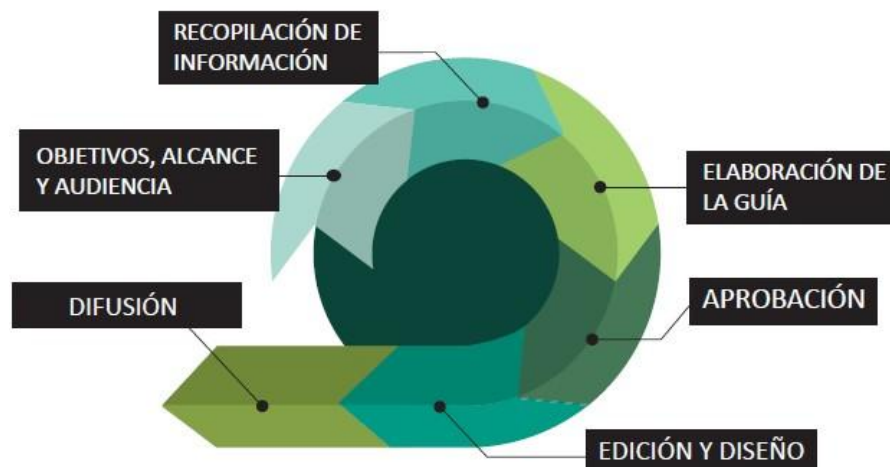 RECOPILACIÓN DE
INFORMACIÓN
OBJETIVOS, ALCANCE
Y AUDIENCIA
ELABORACIÓN DE
LA GUÍA
DIFUSIÓN
APROBACIÓN
EDICIÓN Y DISEÑO